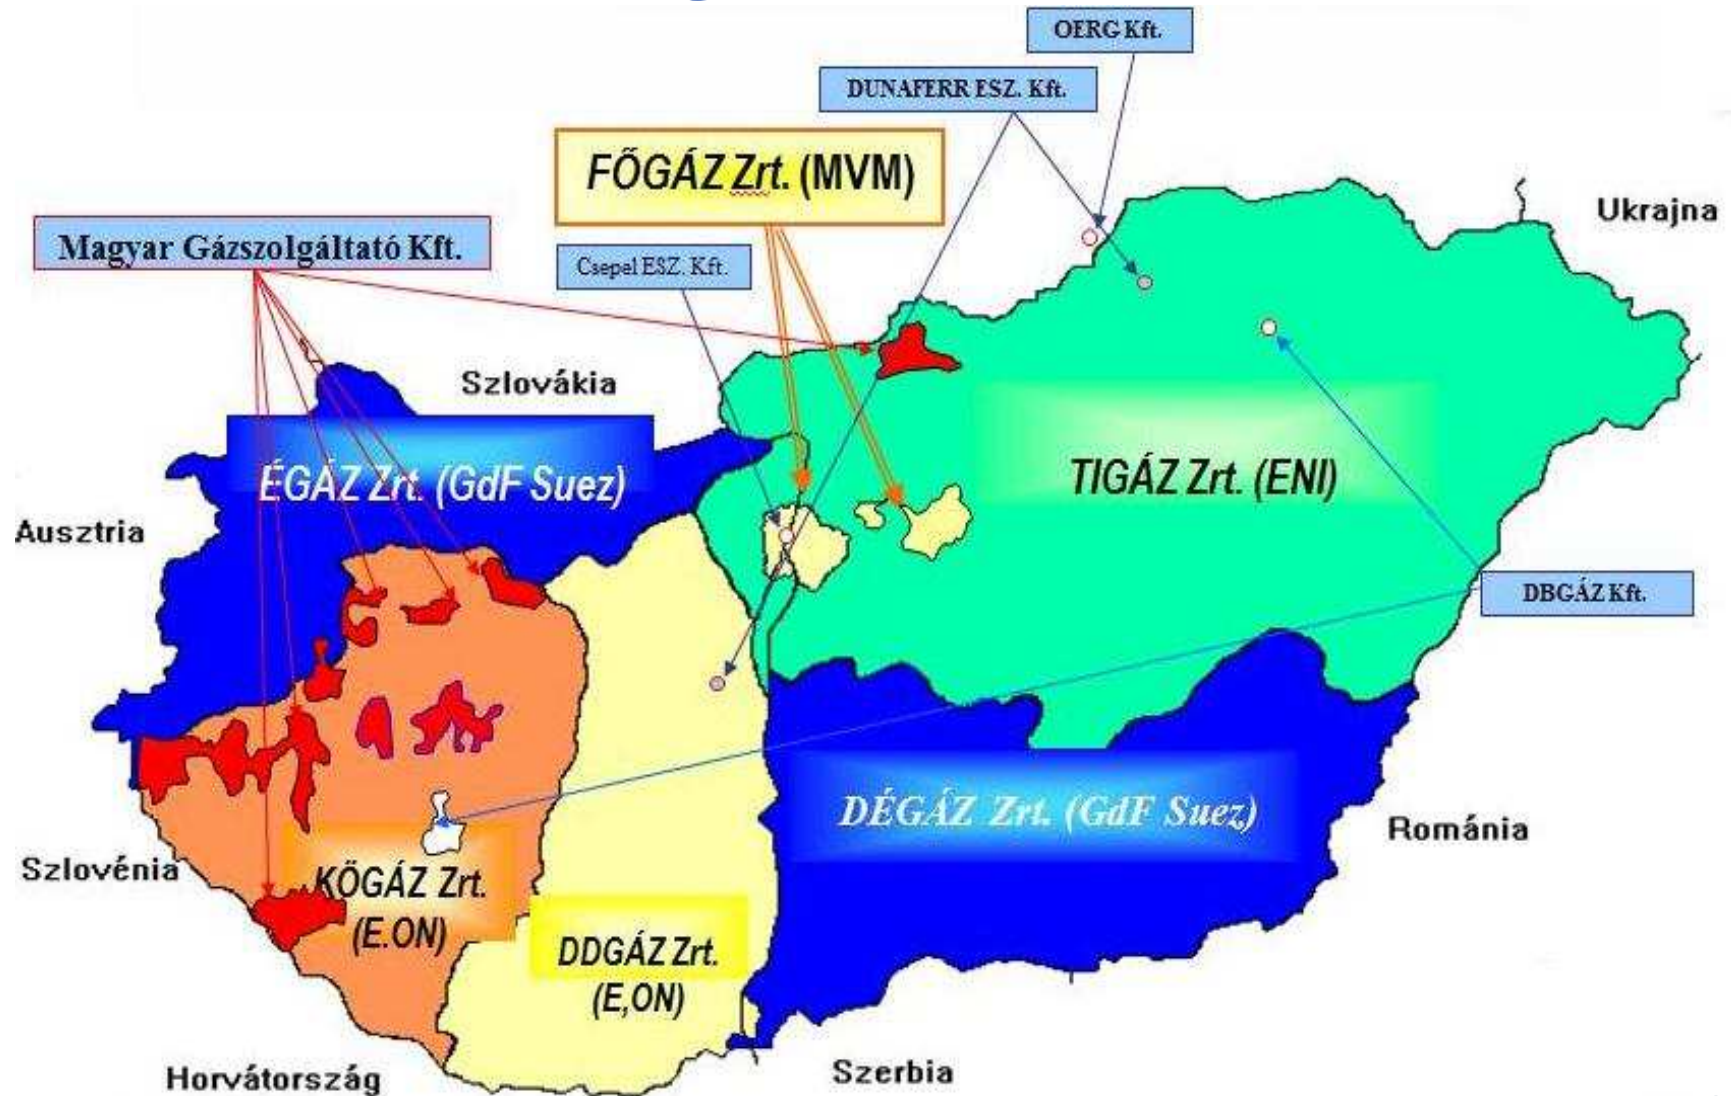 OERG Kft.
DUNAFERR ESZ. Kft.
FŐGÁZ Zrt. (MVM)
Ukrajna
Magyar Gázszolgáltató Kft.
Csepel ESZ. Kft.
Szlovákia
ÉGÁZ Zrt. (GdF Suez)
TIGÁZ Zrt. (ENI)
Ausztria
DBGÁZ Kft.
DÉGÁZ Zrt. (GdF Suez)
Románia
Szlovénia
KÖGÁZ Zrt.
(E.ON)
DDGÁZ Zrt.
(E,ON)
Horvátország
Szerbia